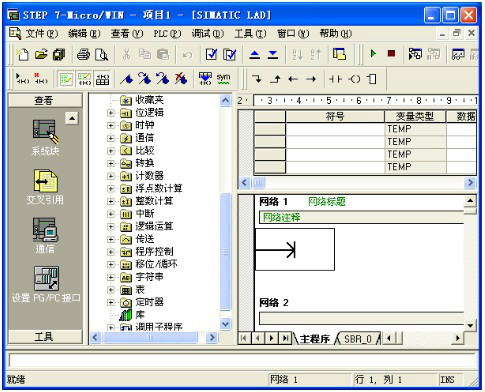 STEP 7-Micro/WIN - 项目1 - [SIMATIC LAD]
文件(F) 编辑(E) 查看(V) PLC(P) 调试(D) 工具(T) 窗口(W) 帮助(H)
sym
查看
系统块
交叉引用
通信
设置 PG/PC接口
工具
收藏夹
位逻辑
时钟
通信
比较
转换
计数器
浮点数计算
整数计算
中断
逻辑运算
传送
程序控制
移位/循环
字符串
表
定时器
库
调用子程序
2 · 3 · 4 · 5 · 6 · 7 · 8 · 9 · 1
符号 变量类型 数据
TEMP
TEMP
TEMP
TEMP
网络 1 网络标题
网络注释
网络 2
主程序 SBR_0
就绪 网络 1 行 1, 列 1 INS